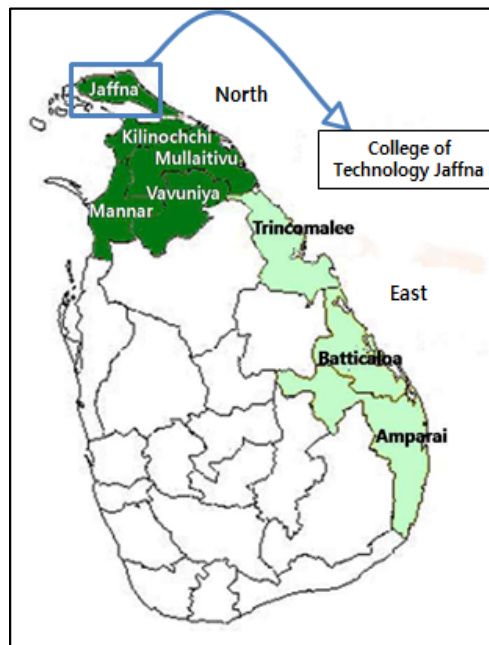 Jaffna
North
College of
Technology Jaffna
Kilinochchi
Mullaitivu
Vavuniya
Mannar
Trincomalee
East
Batticaloa
Amparai